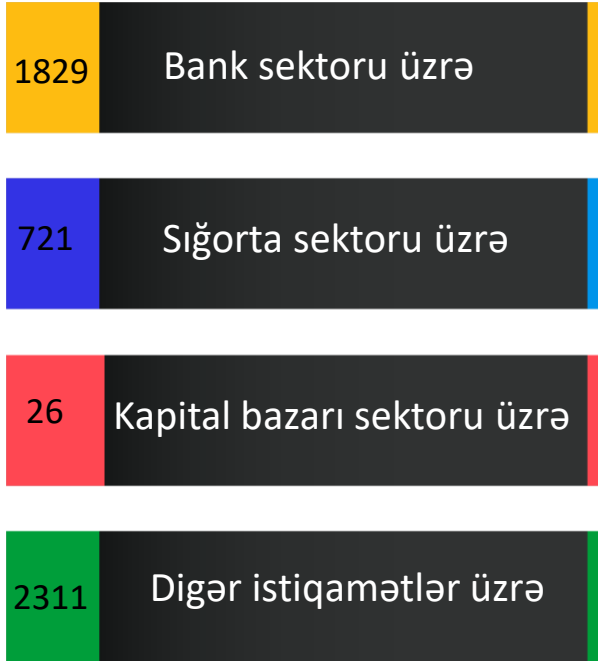 1829 Bank sektoru üzrə
721 Sığorta sektoru üzrə
26 Kapital bazarı sektoru üzrə
2311 Digər istiqamətlər üzrə